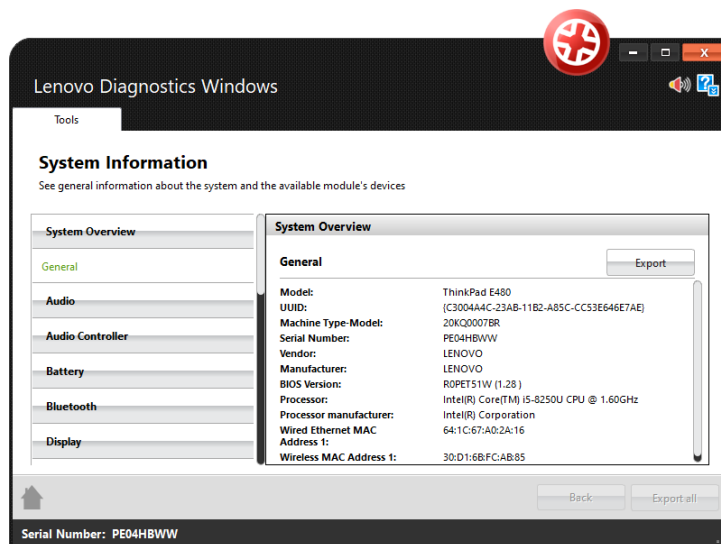 Lenovo Diagnostics Windows
Tools
System Information
See general information about the system and the available module's devices
System Overview
General
Audio
Audio Controller
Battery
Bluetooth
Display
System Overview
General
Export
Model: ThinkPad E480
UUID: {C3004A4C-23AB-11B2-A85C-CC53E646E7AE}
Machine Type-Model: 20KQ0007BR
Serial Number: PE04HBWW
Vendor: LENOVO
Manufacturer: LENOVO
BIOS Version: R0PET51W (1.28 )
Processor: Intel(R) Core(TM) i5-8250U CPU @ 1.60GHz
Processor manufacturer: Intel(R) Corporation
Wired Ethernet MAC 64:1C:67:A0:2A:16
Address 1:
Wireless MAC Address 1: 30:D1:6B:FC:AB:85
Back
Export all
Serial Number: PE04HBWW